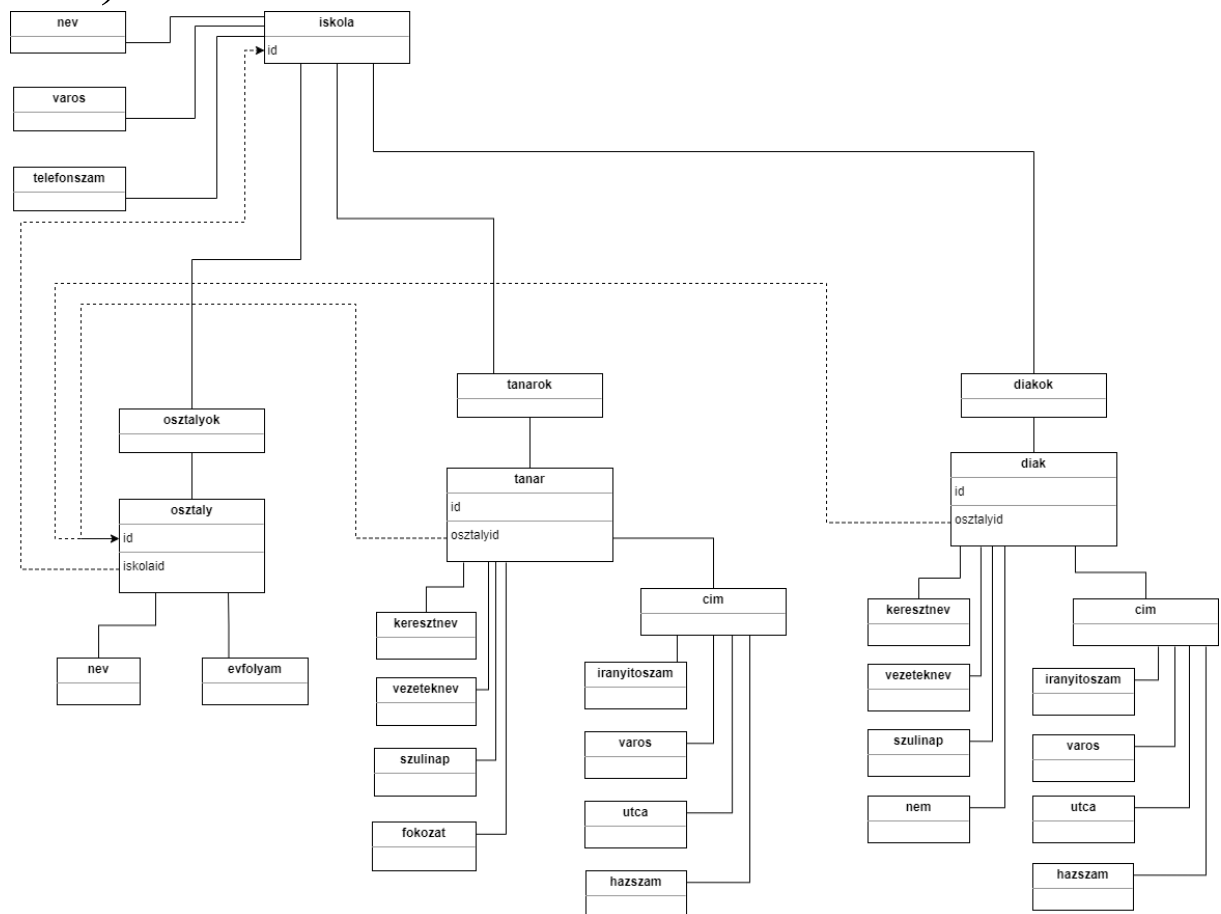 nev
iskola
id
varos
telefonszam
osztalyok
osztaly
id
iskolaid
nev
evfolyam
tanarok
tanar
id
osztalyid
keresztnev
vezeteknev
szulinap
fokozat
cim
iranyitoszam
varos
utca
hazszam
diakok
diak
id
osztalyid
keresztnev
vezeteknev
szulinap
nem
cim
iranyitoszam
varos
utca
hazszam